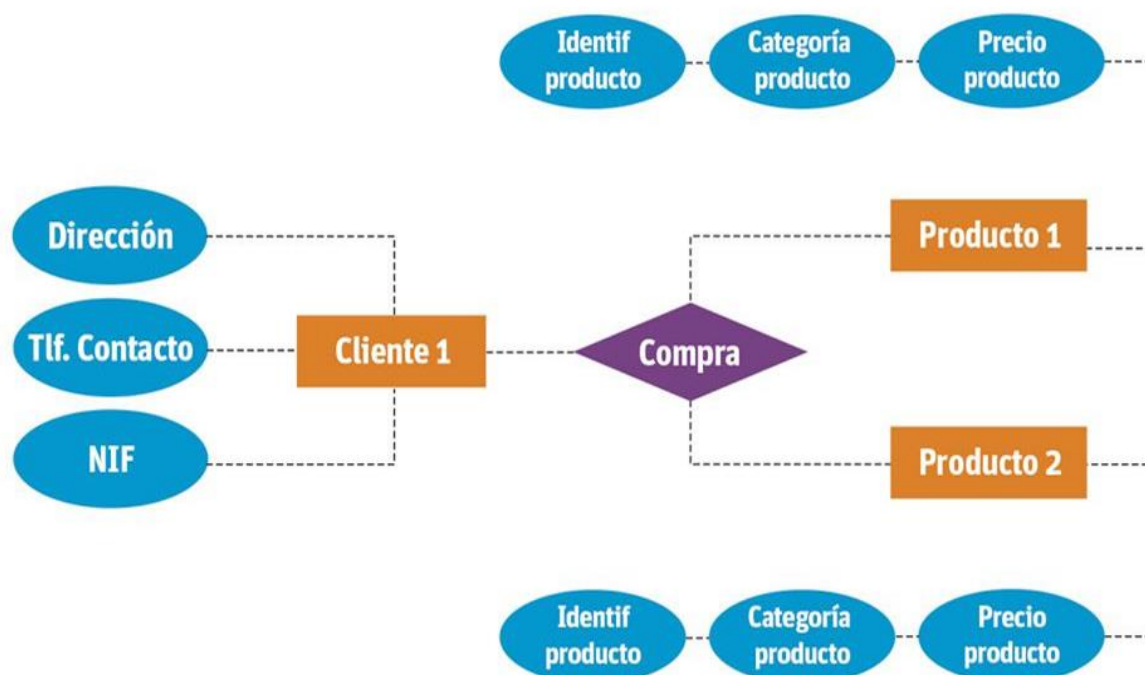 Identif
producto
Categoría
producto
Precio
producto
Dirección
Producto 1
Tlf. Contacto
Cliente 1
Compra
NIF
Producto 2
Identif
producto
Categoría
producto
Precio
producto